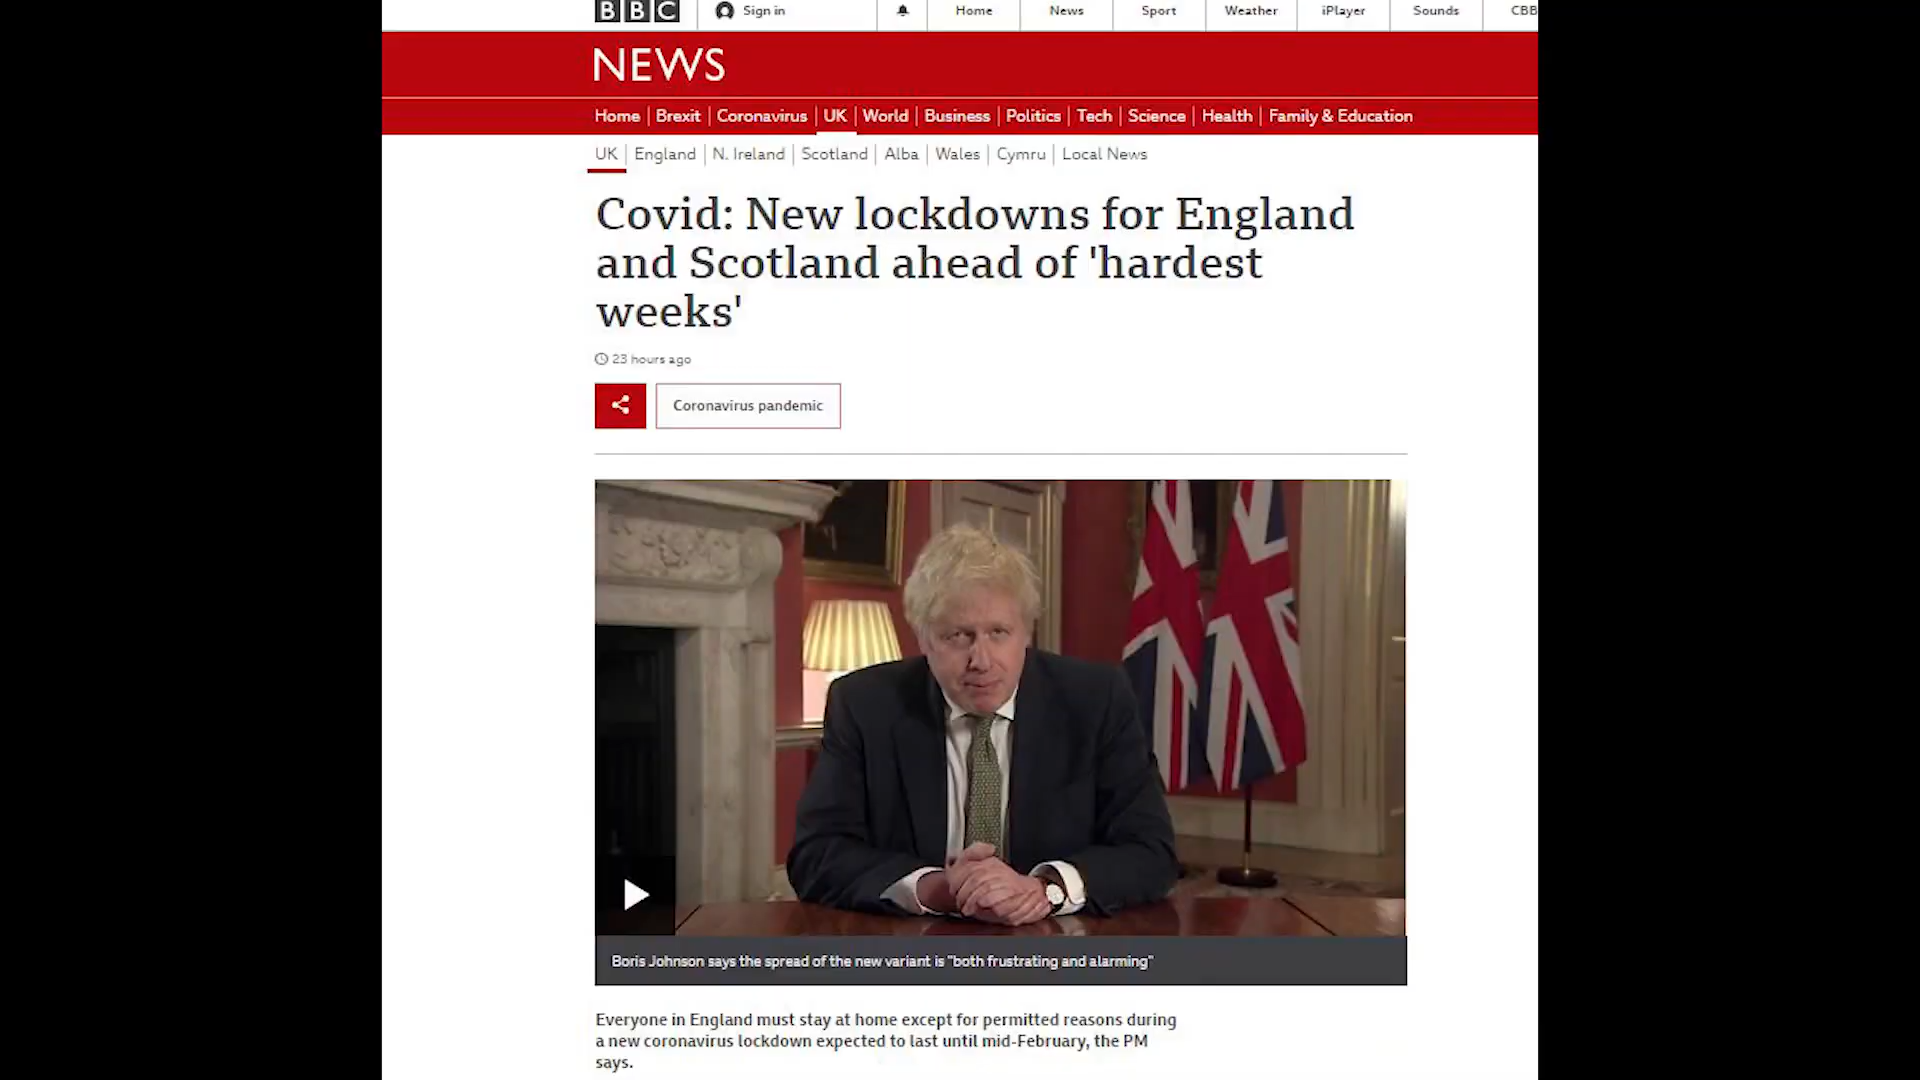 BBC Sign in Home News Sport Weather iPlayer Sounds CBB
NEWS
Home Brexit Coronavirus UK World Business Politics Tech Science Health Family & Education
UK England N. Ireland Scotland Alba Wales Cymru Local News
Covid: New lockdowns for England
and Scotland ahead of 'hardest
weeks'
23 hours ago
Coronavirus pandemic
Boris Johnson says the spread of the new variant is "both frustrating and alarming"
Everyone in England must stay at home except for permitted reasons during
a new coronavirus lockdown expected to last until mid-February, the PM
says.